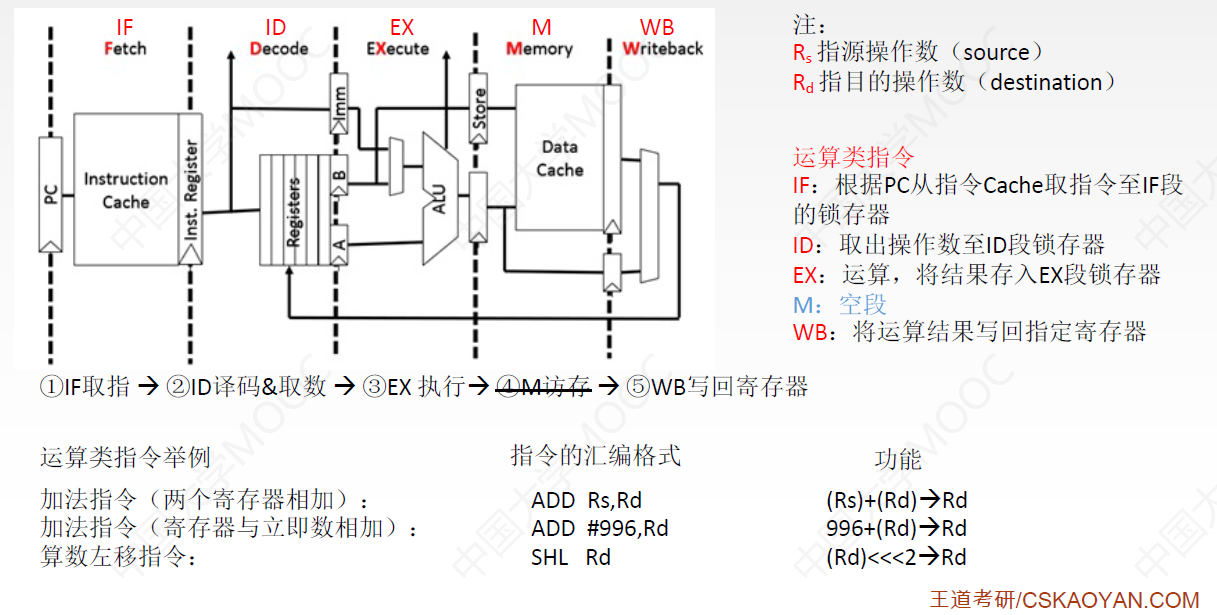 IF
ID
EX
M
WB
Fetch
Decode
EXecute
Memory
Writeback
PC
Instruction
Cache
Inst. Register
Registers
Imm
B
A
ALU
Store
Data
Cache
注：
Rs 指源操作数（source）
Rd 指目的操作数（destination）
运算类指令
IF：根据PC从指令Cache取指令至IF段
的锁存器
ID：取出操作数至ID段锁存器
EX：运算，将结果存入EX段锁存器
M：空段
WB：将运算结果写回指定寄存器
①IF取指 → ②ID译码&取数 → ③EX 执行→ ④M访存 → ⑤WB写回寄存器
运算类指令举例 指令的汇编格式 功能
加法指令（两个寄存器相加）： ADD Rs,Rd (Rs)+(Rd)→Rd
加法指令（寄存器与立即数相加）： ADD #996,Rd 996+(Rd)→Rd
算数左移指令： SHL Rd (Rd)<<<2→Rd
王道考研/CSKAOYAN.COM
中国大学MOOC